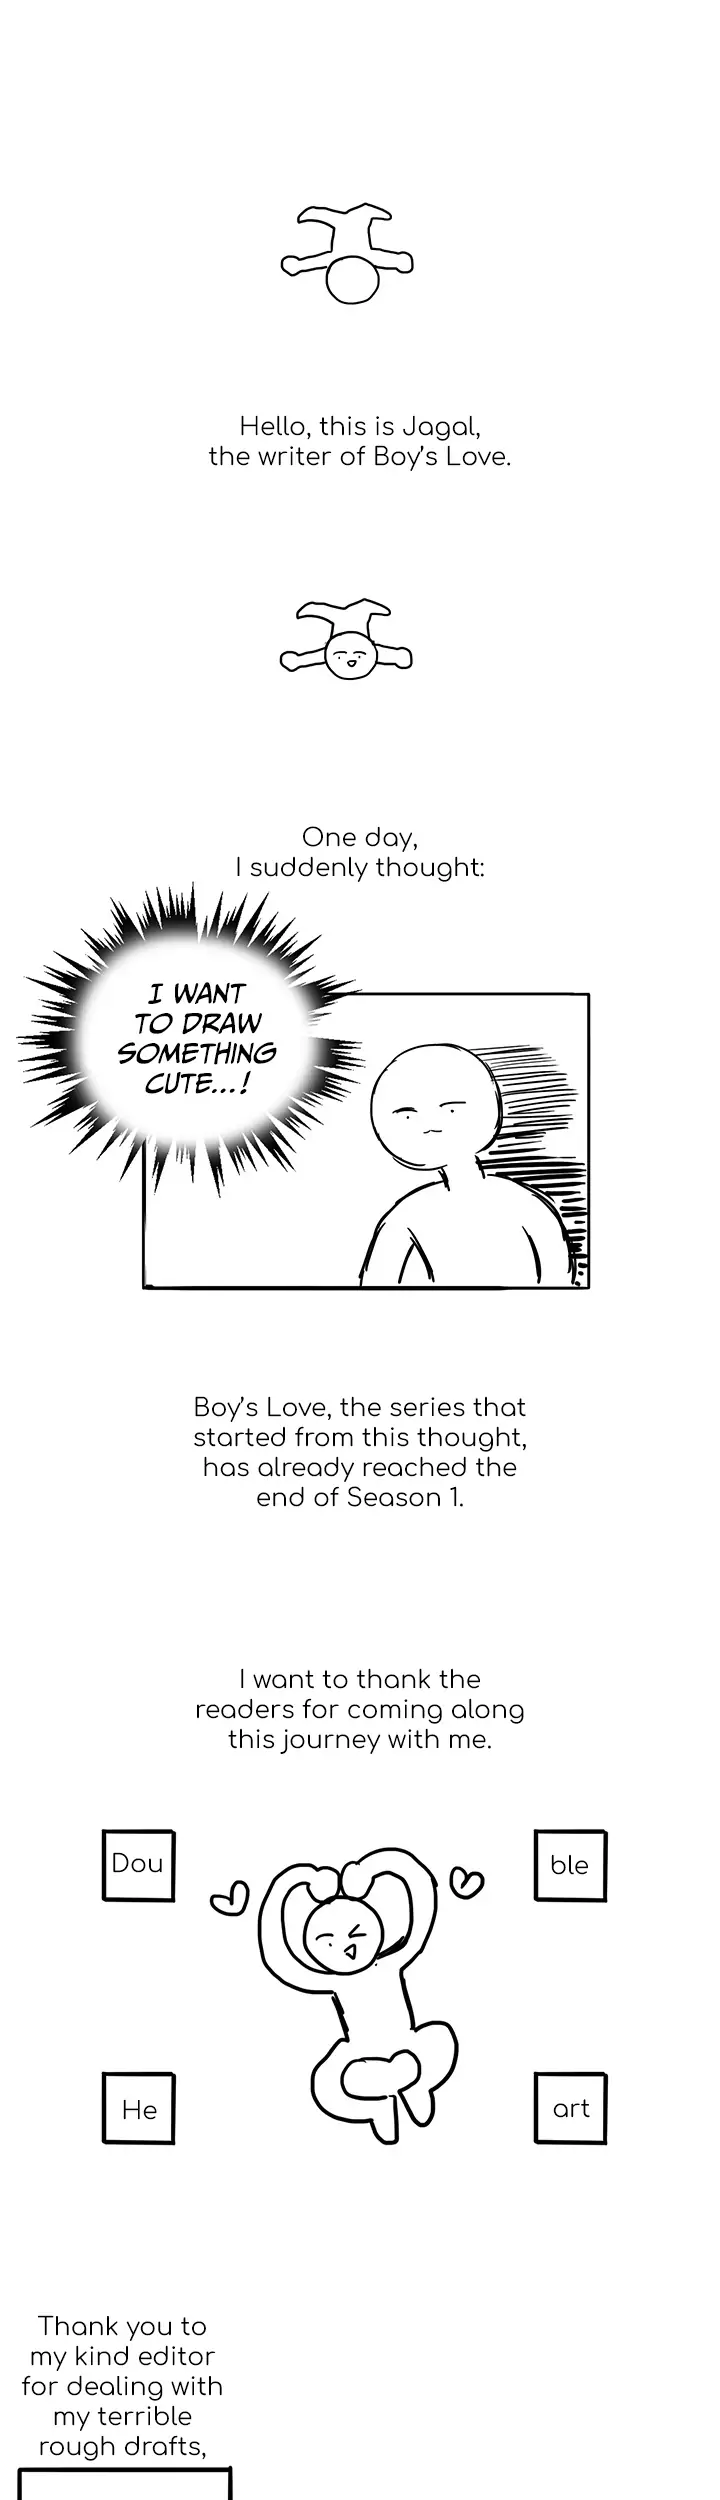 Hello, this is Jagal,
the writer of Boy's Love.
One day,
I suddenly thought:
I WANT
TO DRAW
SOMETHING
CUTE...!
Boy's Love, the series that
started from this thought,
has already reached the
end of Season 1.
I want to thank the
readers for coming along
this journey with me.
Dou
ble
He
art
Thank you to
my kind editor
for dealing with
my terrible
rough drafts,